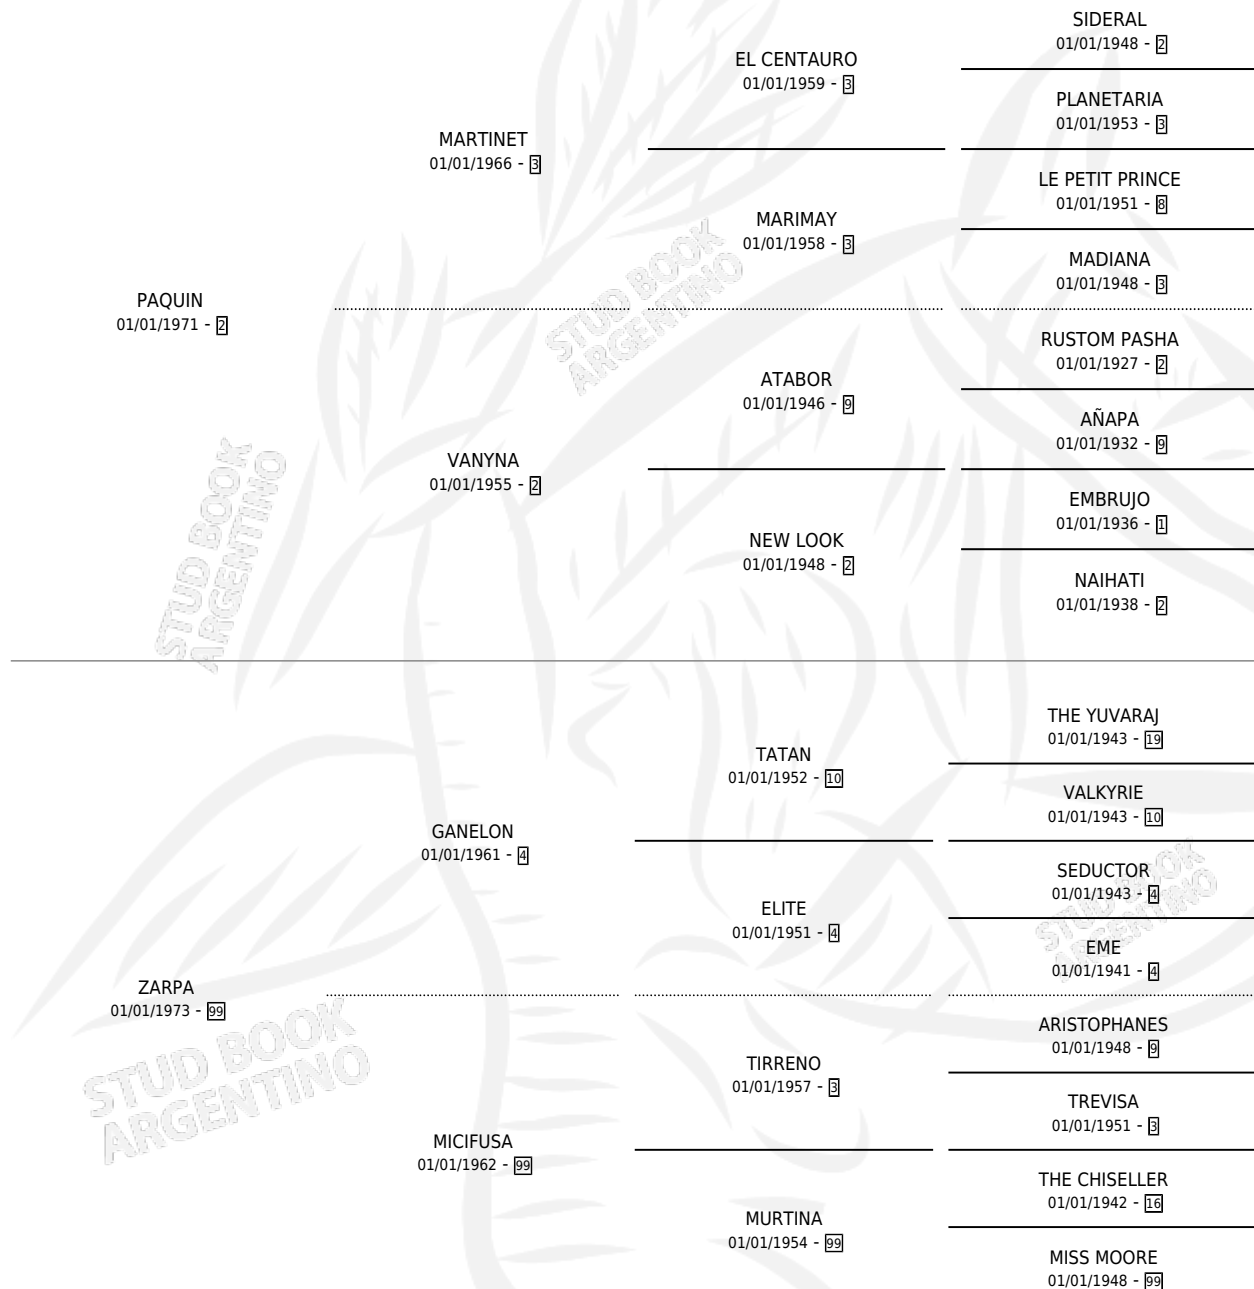 SIDERAL
01/01/1948 - 2
EL CENTAURO
01/01/1959 - 3
PLANETARIA
01/01/1953 - 3
MARTINET
01/01/1966 - 3
LE PETIT PRINCE
01/01/1951 - 8
MARIMAY
01/01/1958 - 3
MADIANA
01/01/1948 - 3
PAQUIN
01/01/1971 - 2
STUD BOOK
ARGENTINO
RUSTOM PASHA
01/01/1927 - 2
ATABOR
01/01/1946 - 9
AÑAPA
01/01/1932 - 9
VANYNA
01/01/1955 - 2
EMBRUJO
01/01/1936 - 1
NEW LOOK
01/01/1948 - 2
NAIHATI
01/01/1938 - 2
STUD BOOK
ARGENTINO
THE YUVARAJ
01/01/1943 - 19
TATAN
01/01/1952 - 10
VALKYRIE
01/01/1943 - 10
GANELON
01/01/1961 - 4
SEDUCTOR
01/01/1943 - 4
ELITE
01/01/1951 - 4
EME
01/01/1941 - 4
STUD BOOK
ARGENTINO
ZARPA
01/01/1973 - 99
STUD BOOK
ARGENTINO
ARISTOPHANES
01/01/1948 - 9
TIRRENO
01/01/1957 - 3
TREVISA
01/01/1951 - 3
MICIFUSA
01/01/1962 - 99
THE CHISELLER
01/01/1942 - 16
MURTINA
01/01/1954 - 99
MISS MOORE
01/01/1948 - 99